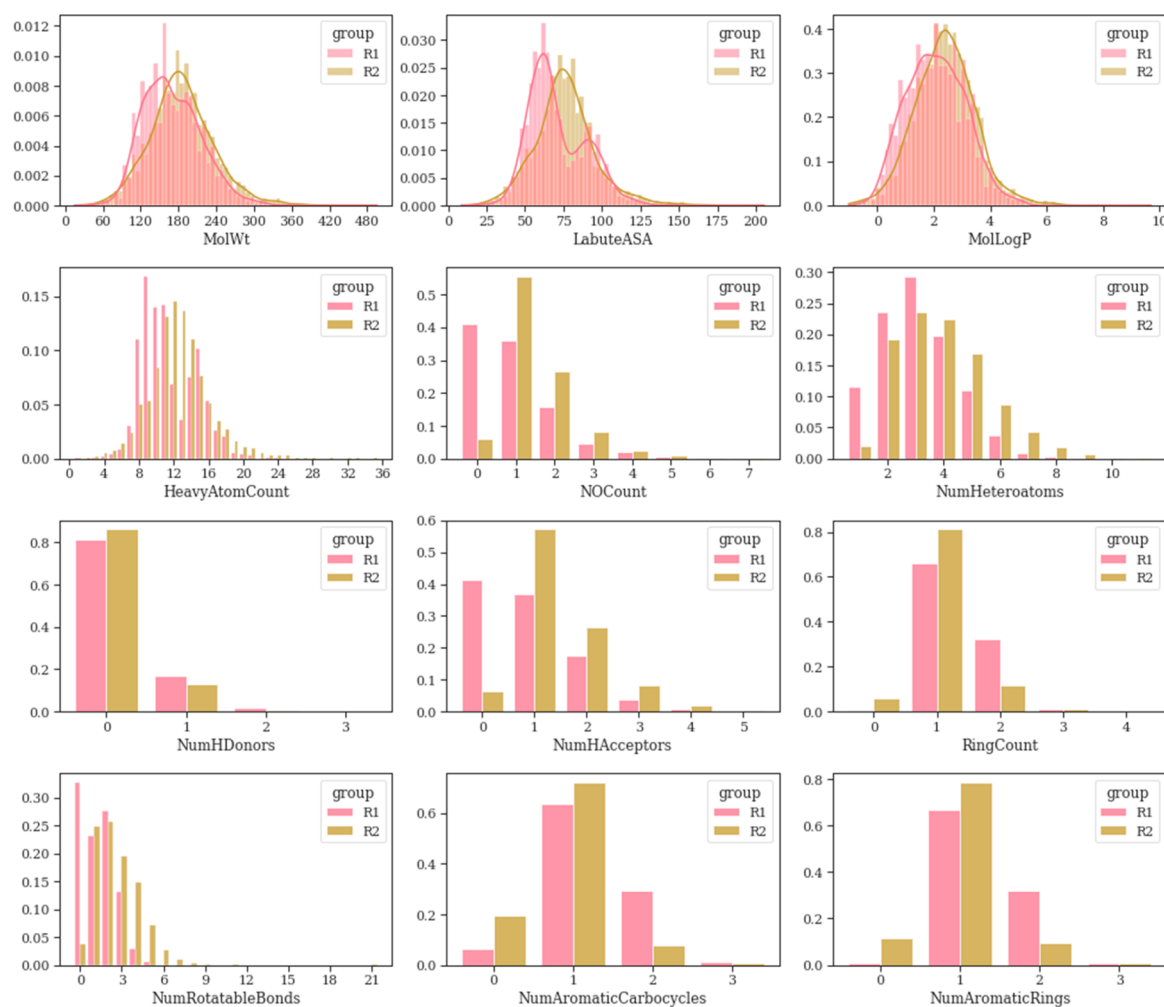 0.012
0.010
0.008
0.006
0.004
0.002
0.000
0 60 120 180 240 300 360 420 480
MolWt
group
R1
R2
0.030
0.025
0.020
0.015
0.010
0.005
0.000
0 25 50 75 100 125 150 175 200
LabuteASA
group
R1
R2
0.4
0.3
0.2
0.1
0.0
0 2 4 6 8 10
MolLogP
group
R1
R2
0.15
0.10
0.05
0.00
0 4 8 12 16 20 24 28 32 36
HeavyAtomCount
group
R1
R2
0.5
0.4
0.3
0.2
0.1
0.0
0 1 2 3 4 5 6 7
NOCount
group
R1
R2
0.30
0.25
0.20
0.15
0.10
0.05
0.00
2 4 6 8 10
NumHeteroatoms
group
R1
R2
0.8
0.6
0.4
0.2
0.0
0 1 2 3
NumHDonors
group
R1
R2
0.6
0.5
0.4
0.3
0.2
0.1
0.0
0 1 2 3 4 5
NumHAcceptors
group
R1
R2
0.8
0.6
0.4
0.2
0.0
0 1 2 3 4
RingCount
group
R1
R2
0.30
0.25
0.20
0.15
0.10
0.05
0.00
0 3 6 9 12 15 18 21
NumRotatableBonds
group
R1
R2
0.6
0.4
0.2
0.0
0 1 2 3
NumAromaticCarbocycles
group
R1
R2
0.8
0.6
0.4
0.2
0.0
0 1 2 3
NumAromaticRings
group
R1
R2